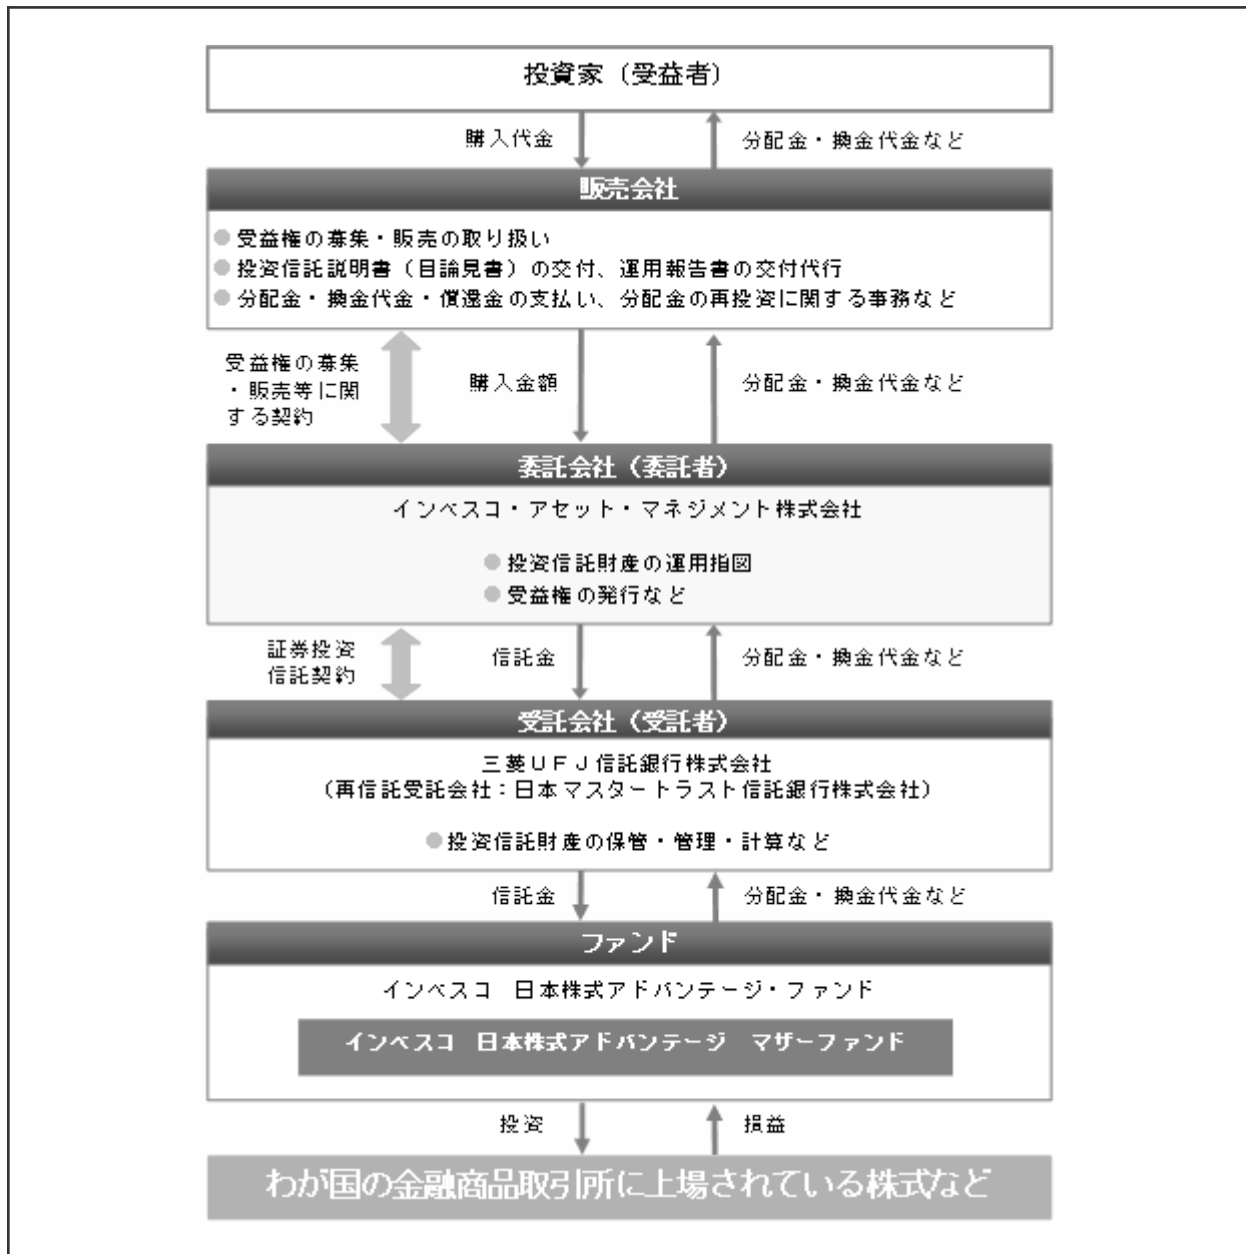 投資家（受益者）
購入代金
分配金・換金代金など
販売会社
受益権の募集・販売の取り扱い
投資信託説明書（目論見書）の交付、運用報告書の交付代行
分配金・換金代金・償還金の支払い、分配金の再投資に関する事務など
受益権の募集
・販売等に関
する契約
購入金額
分配金・換金代金など
委託会社（委託者）
インベスコ・アセット・マネジメント株式会社
投資信託財産の運用指図
受益権の発行など
証券投資
信託契約
信託金
分配金・換金代金など
受託会社（受託者）
三菱ＵＦＪ信託銀行株式会社
（再信託受託会社：日本マスタートラスト信託銀行株式会社）
投資信託財産の保管・管理・計算など
信託金
分配金・換金代金など
ファンド
インベスコ　日本株式アドバンテージ・ファンド
インベスコ　日本株式アドバンテージ　マザーファンド
投資
損益
わが国の金融商品取引所に上場されている株式など